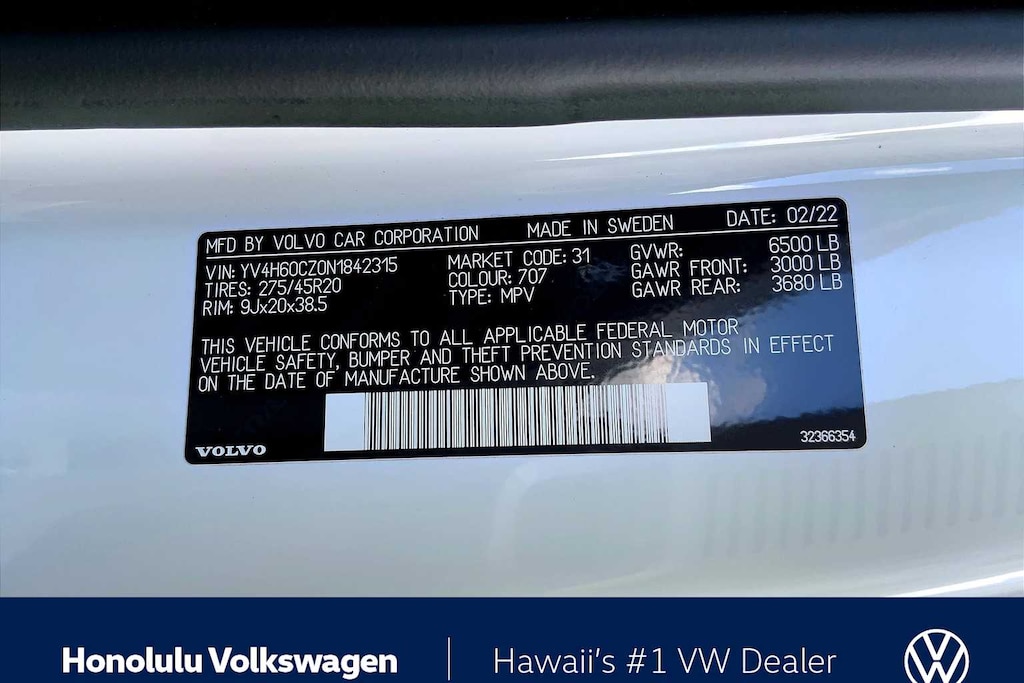 MFD BY VOLVO CAR CORPORATION MADE IN SWEDEN DATE: 02/22
VIN: YV4H60CZ0N1842315 MARKET CODE: 31 GVWR: 6500 LB
TIRES: 275/45R20 COLOUR: 707 GAWR FRONT: 3000 LB
RIM: 9Jx20x38.5 TYPE: MPV GAWR REAR: 3680 LB
THIS VEHICLE CONFORMS TO ALL APPLICABLE FEDERAL MOTOR
VEHICLE SAFETY, BUMPER AND THEFT PREVENTION STANDARDS IN EFFECT
ON THE DATE OF MANUFACTURE SHOWN ABOVE.
VOLVO 32366354
Honolulu Volkswagen | Hawaii's #1 VW Dealer